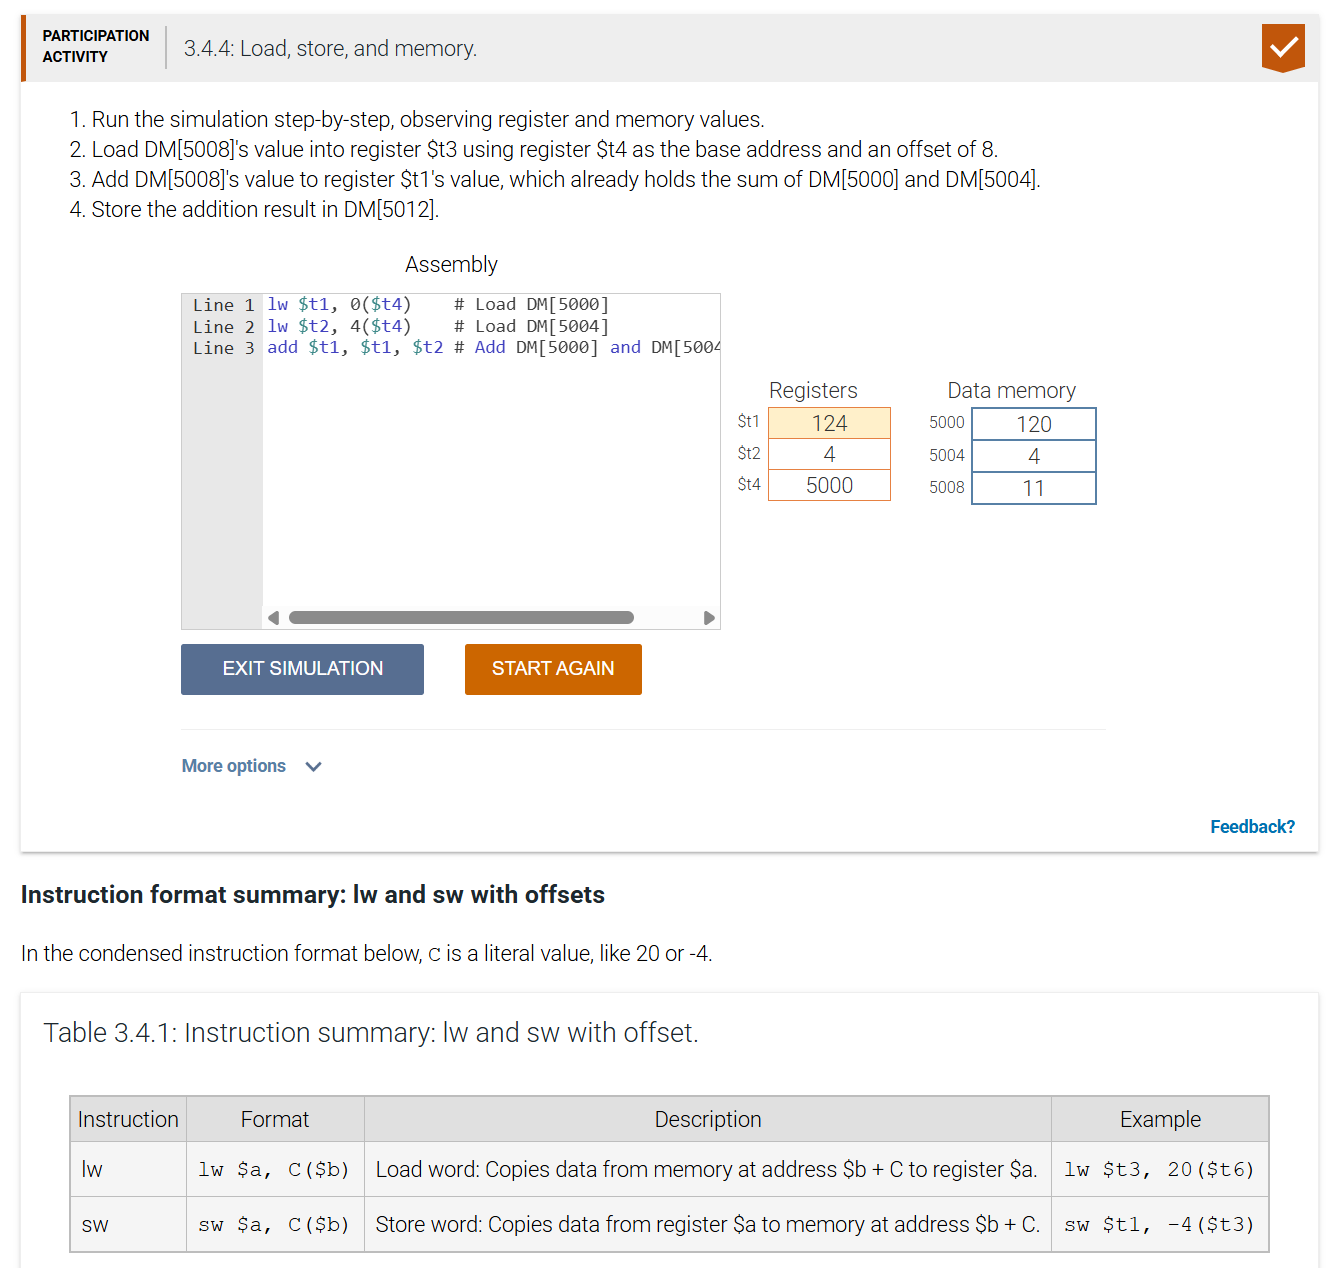 PARTICIPATION
ACTIVITY
3.4.4: Load, store, and memory.
1. Run the simulation step-by-step, observing register and memory values.
2. Load DM[5008]'s value into register $t3 using register $t4 as the base address and an offset of 8.
3. Add DM[5008]'s value to register $t1's value, which already holds the sum of DM[5000] and DM[5004].
4. Store the addition result in DM[5012].
Assembly
Line 1 lw $t1, 0($t4) # Load DM[5000]
Line 2 lw $t2, 4($t4) # Load DM[5004]
Line 3 add $t1, $t1, $t2 # Add DM[5000] and DM[5004
Registers
$t1 124
$t2 4
$t4 5000
Data memory
5000 120
5004 4
5008 11
EXIT SIMULATION
START AGAIN
More options
Feedback?
Instruction format summary: lw and sw with offsets
In the condensed instruction format below, C is a literal value, like 20 or -4.
Table 3.4.1: Instruction summary: lw and sw with offset.
Instruction Format Description Example
lw lw $a, C($b) Load word: Copies data from memory at address $b + C to register $a. lw $t3, 20($t6)
sw sw $a, C($b) Store word: Copies data from register $a to memory at address $b + C. sw $t1, -4($t3)